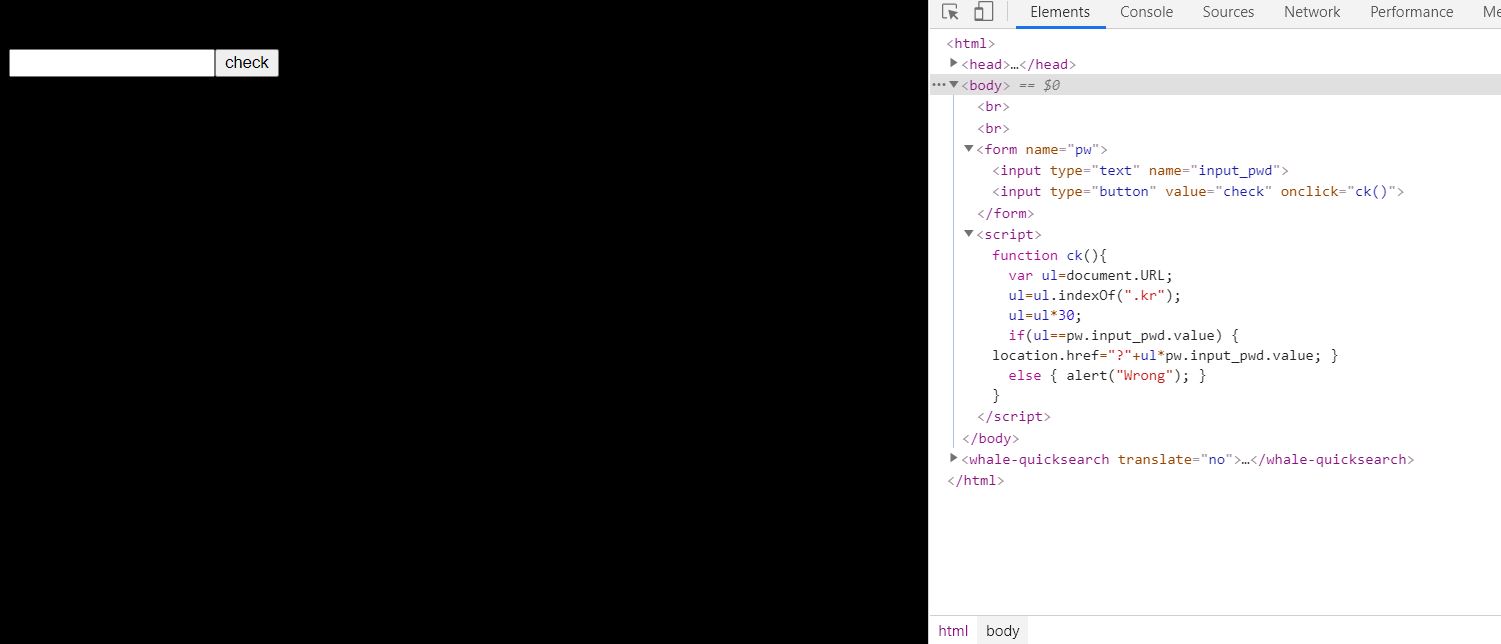 check
Elements Console Sources Network Performance Me
<html>
<head>…</head>
<body> == $0
<br>
<br>
<form name="pw">
<input type="text" name="input_pwd">
<input type="button" value="check" onclick="ck()">
</form>
<script>
function ck(){
var ul=document.URL;
ul=ul.indexOf(".kr");
ul=ul*30;
if(ul==pw.input_pwd.value) {
location.href="?"+ul*pw.input_pwd.value; }
else { alert("Wrong"); }
}
</script>
</body>
<whale-quicksearch translate="no">…</whale-quicksearch>
</html>
html body